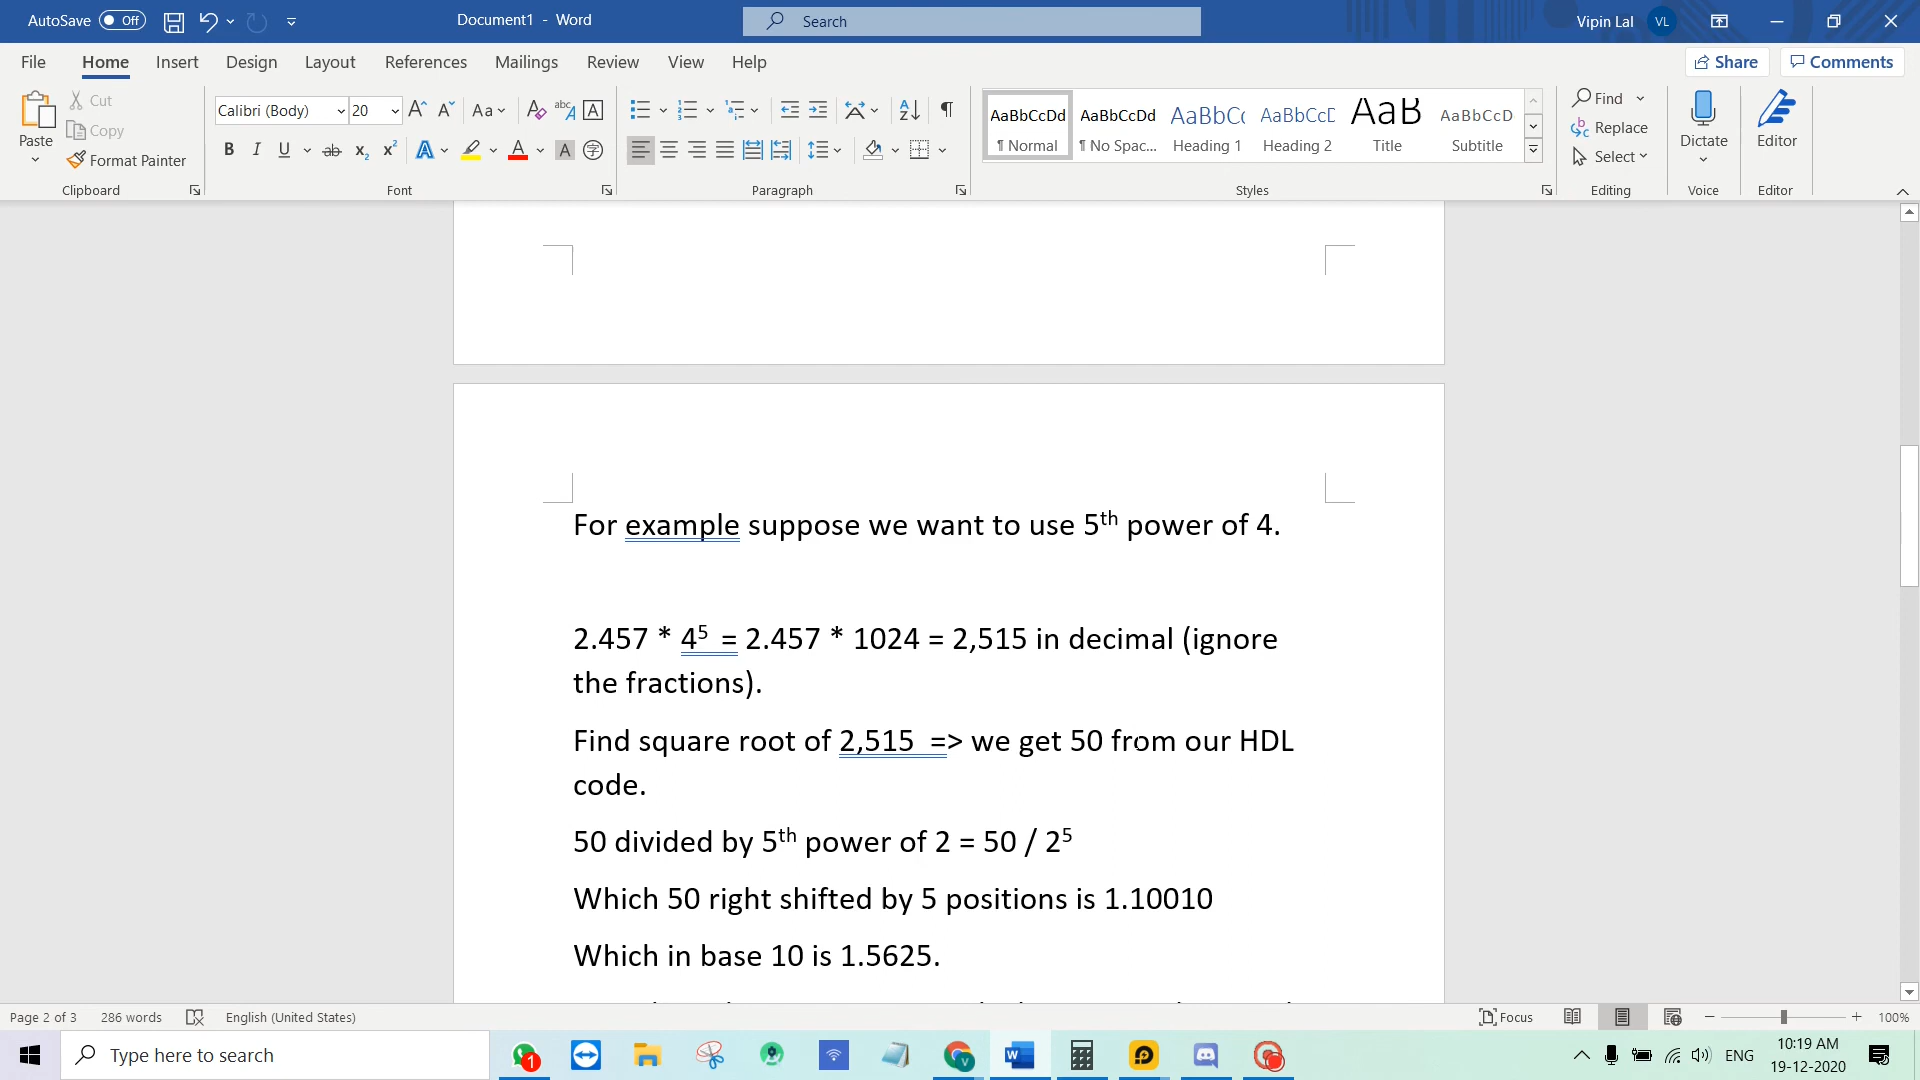 AutoSave Off Document1 - Word Search Vipin Lal VL
File Home Insert Design Layout References Mailings Review View Help Share Comments
Paste Cut Copy Format Painter
Clipboard
Calibri (Body) 20
Font
Paragraph
AaBbCcDd AaBbCcDd AaBbCc AaBbCcD AaB AaBbCcD
¶ Normal ¶ No Spac... Heading 1 Heading 2 Title Subtitle
Styles
Find
Replace
Select
Editing
Dictate
Voice
Editor
Editor
For example suppose we want to use 5th power of 4.
2.457 * 4⁵ = 2.457 * 1024 = 2,515 in decimal (ignore
the fractions).
Find square root of 2,515 => we get 50 from our HDL
code.
50 divided by 5th power of 2 = 50 / 2⁵
Which 50 right shifted by 5 positions is 1.10010
Which in base 10 is 1.5625.
Page 2 of 3 286 words English (United States) Focus 100%
Type here to search 1 ENG 10:19 AM
19-12-2020